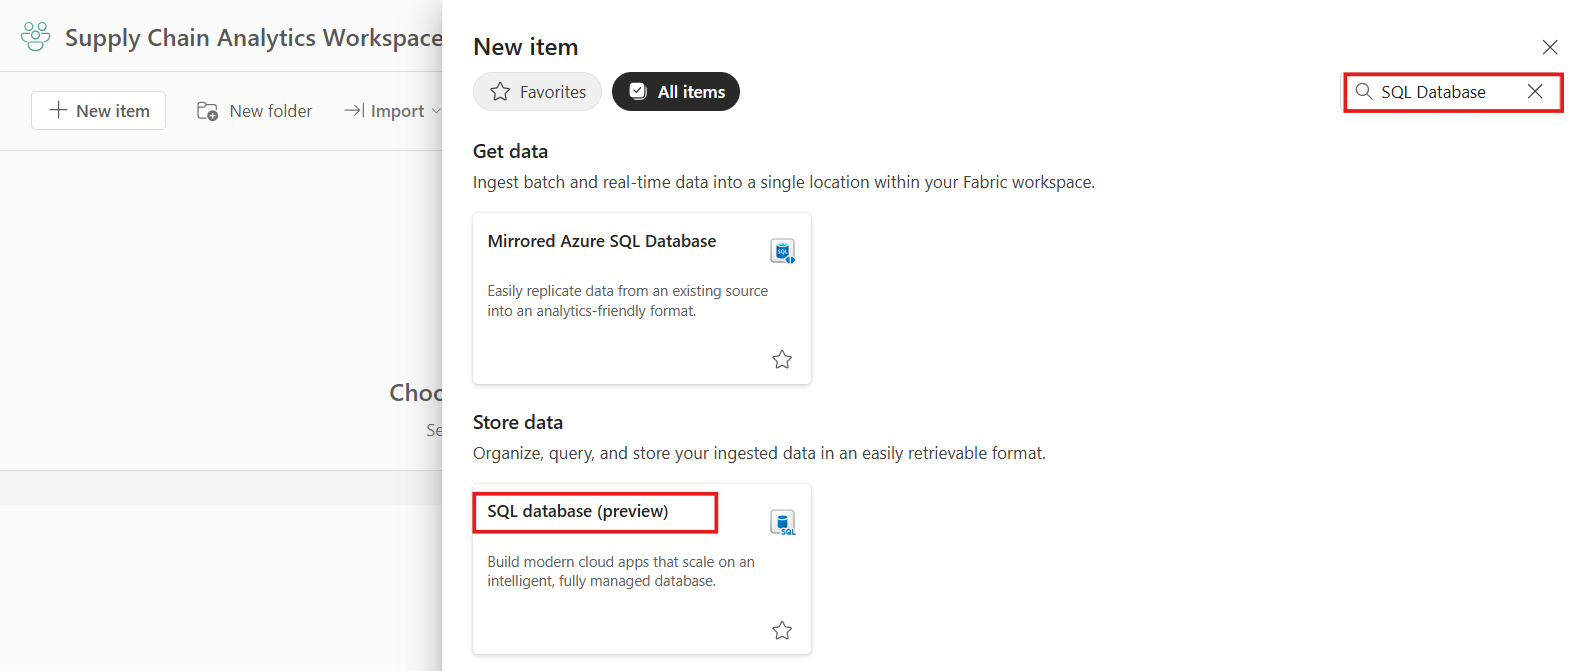 Supply Chain Analytics Workspace
New item
Favorites
All items
SQL Database
New item
New folder
Import
Get data
Ingest batch and real-time data into a single location within your Fabric workspace.
Mirrored Azure SQL Database
SQL
Easily replicate data from an existing source
into an analytics-friendly format.
Choc
Se
Store data
Organize, query, and store your ingested data in an easily retrievable format.
SQL database (preview)
SQL
Build modern cloud apps that scale on an
intelligent, fully managed database.